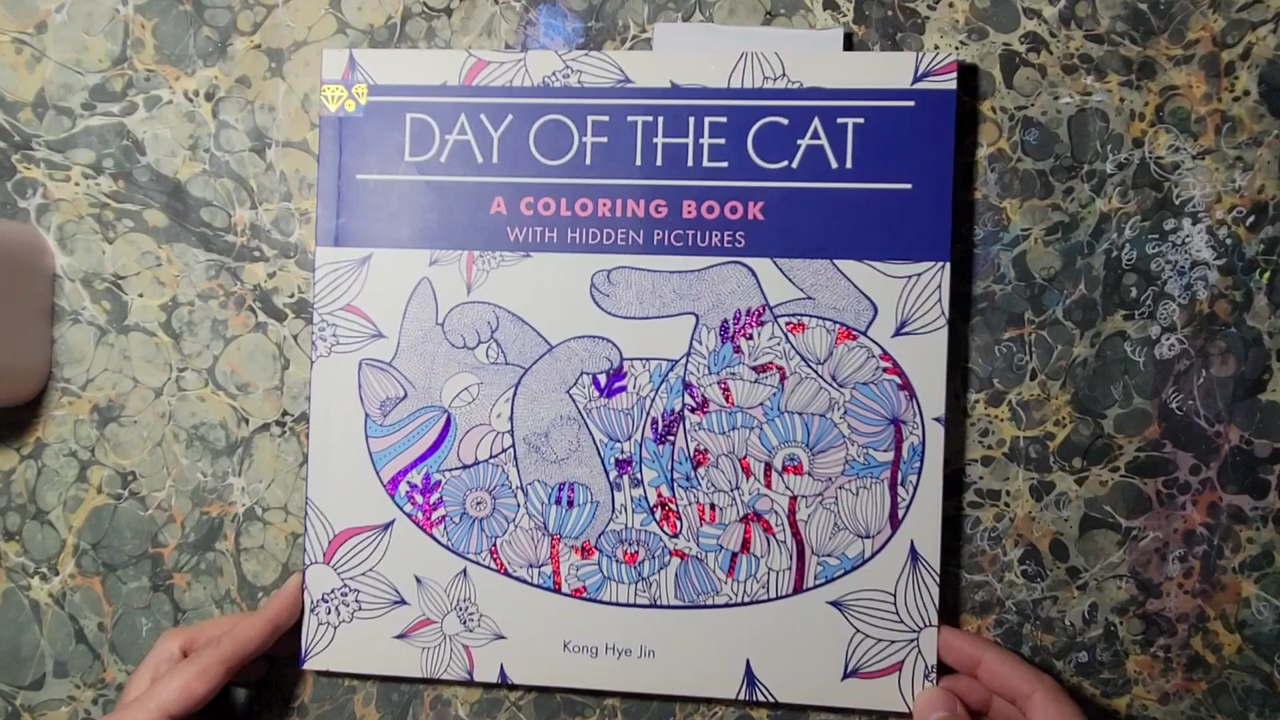 DAY OF THE CAT
A COLORING BOOK
WITH HIDDEN PICTURES
Kong Hye Jin